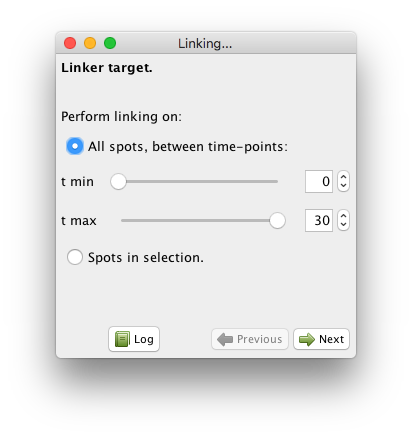 Linking...
Linker target.
Perform linking on:
All spots, between time-points:
t min 0
t max 30
Spots in selection.
Log Previous Next